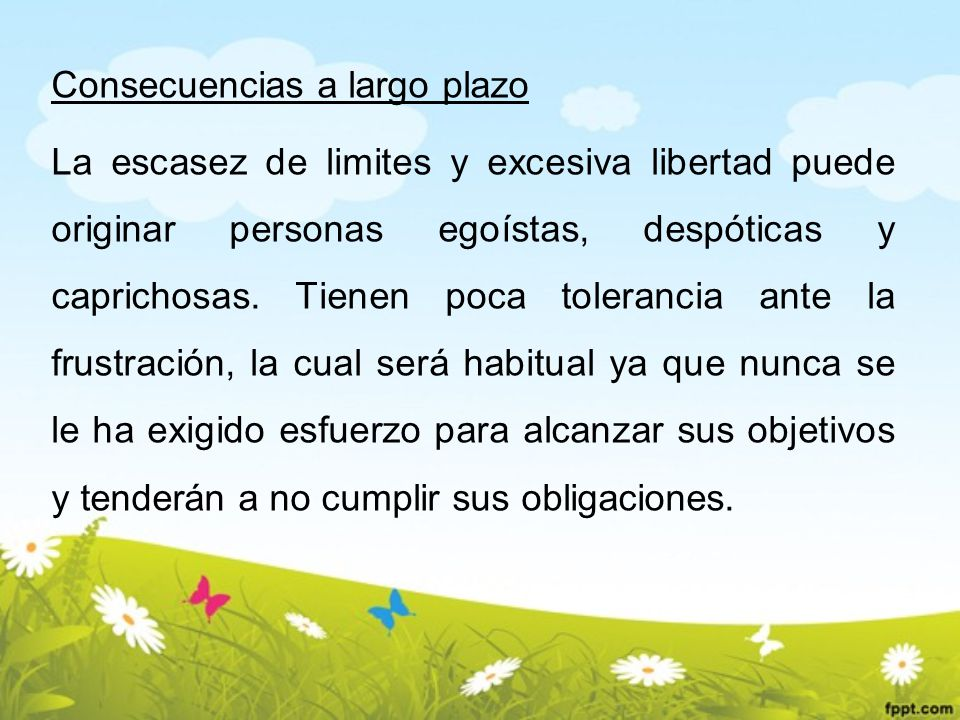 Consecuencias a largo plazo
La escasez de limites y excesiva libertad puede
originar personas egoístas, despóticas y
caprichosas. Tienen poca tolerancia ante la
frustración, la cual será habitual ya que nunca se
le ha exigido esfuerzo para alcanzar sus objetivos
y tenderán a no cumplir sus obligaciones.
fppt.com